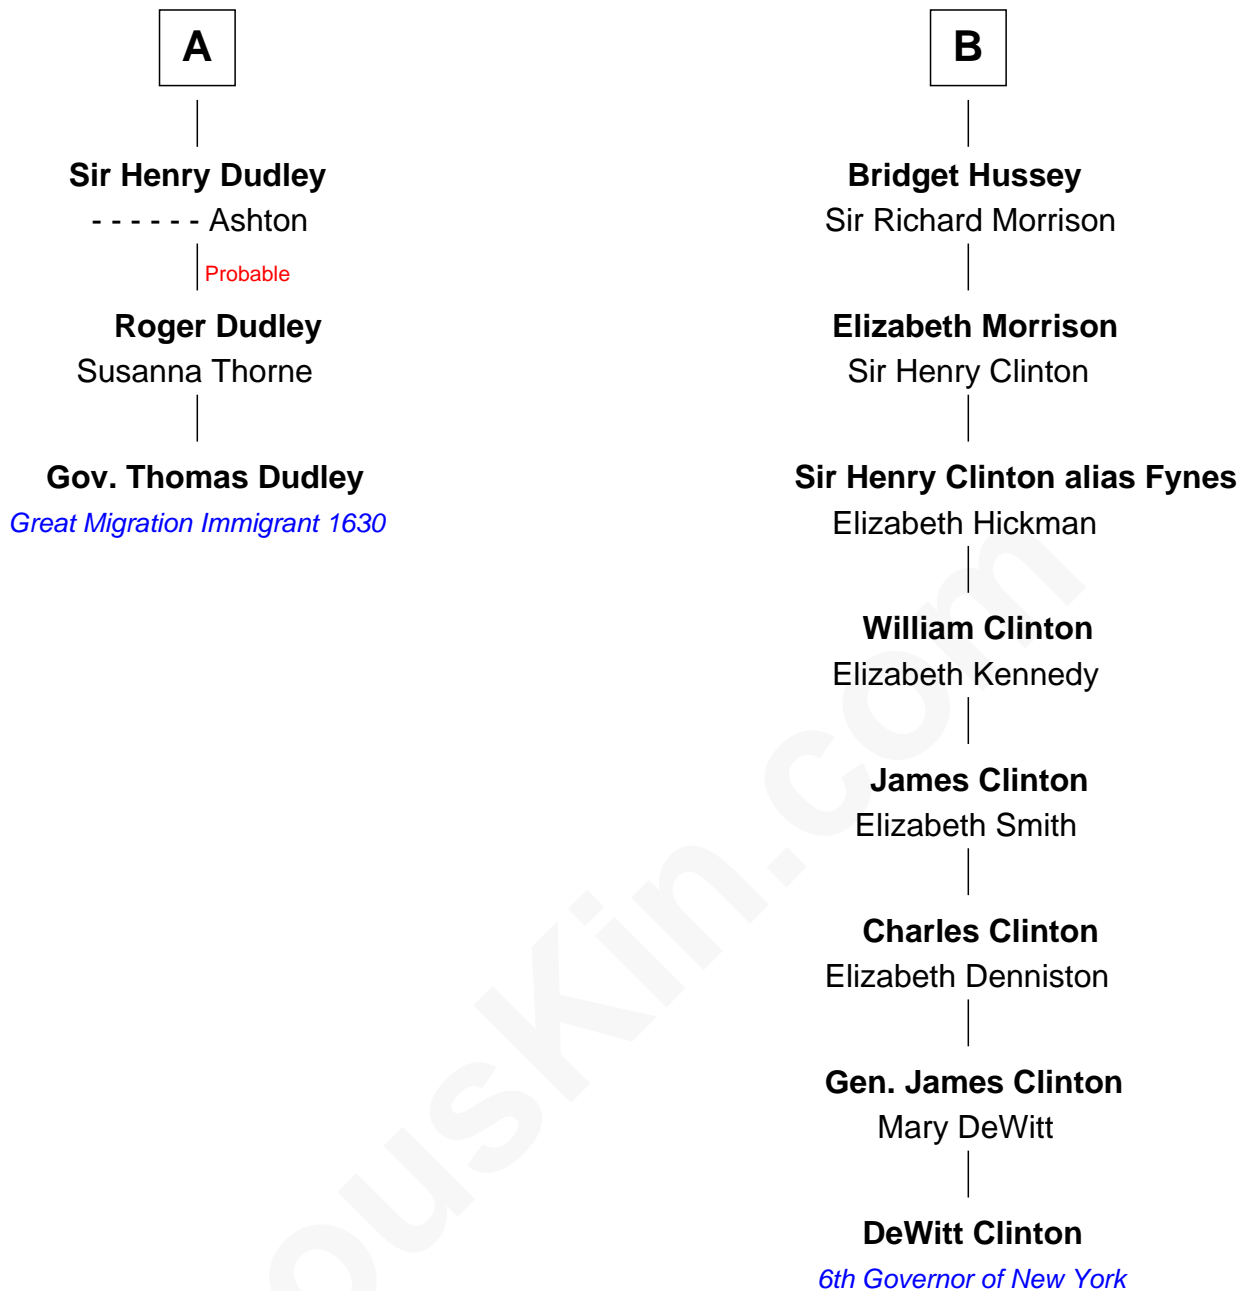 A
Sir Henry Dudley
- - - - - - Ashton
Probable
Roger Dudley
Susanna Thorne
Gov. Thomas Dudley
Great Migration Immigrant 1630
B
Bridget Hussey
Sir Richard Morrison
Elizabeth Morrison
Sir Henry Clinton
Sir Henry Clinton alias Fynes
Elizabeth Hickman
William Clinton
Elizabeth Kennedy
James Clinton
Elizabeth Smith
Charles Clinton
Elizabeth Denniston
Gen. James Clinton
Mary DeWitt
DeWitt Clinton
6th Governor of New York
ousKin.com